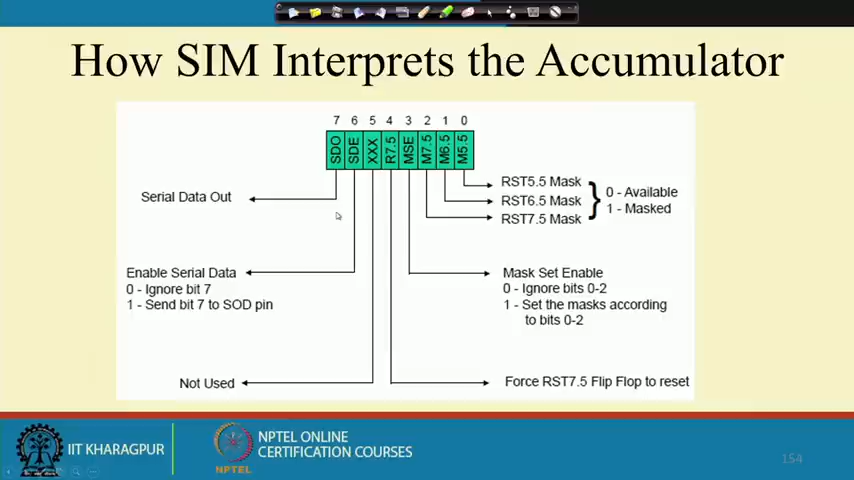 How SIM Interprets the Accumulator
7 6 5 4 3 2 1 0
SDO SDE XXX R7.5 MSE M7.5 M6.5 M5.5
Serial Data Out
RST5.5 Mask
RST6.5 Mask
RST7.5 Mask
0 - Available
1 - Masked
Enable Serial Data
0 - Ignore bit 7
1 - Send bit 7 to SOD pin
Mask Set Enable
0 - Ignore bits 0-2
1 - Set the masks according
to bits 0-2
Not Used
Force RST7.5 Flip Flop to reset
IIT KHARAGPUR
NPTEL
NPTEL ONLINE
CERTIFICATION COURSES
154